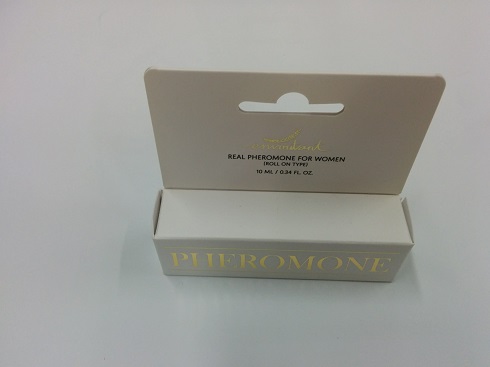 REAL PHEROMONE FOR WOMEN
(ROLL ON TYPE)
10 ML / 0.34 FL. OZ.
PHEROMONE